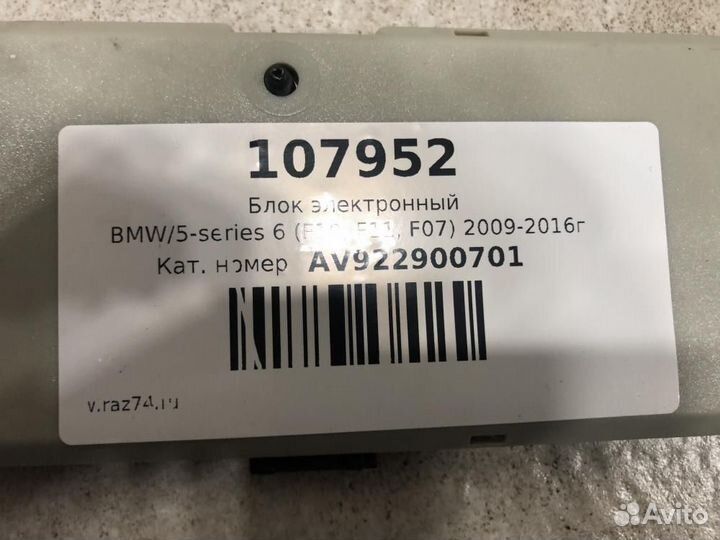 107952
Блок электронный
BMW/5-series 6 (F10, F11, F07) 2009-2016г
Кат. номер AV922900701
v.raz74.ru
Avito